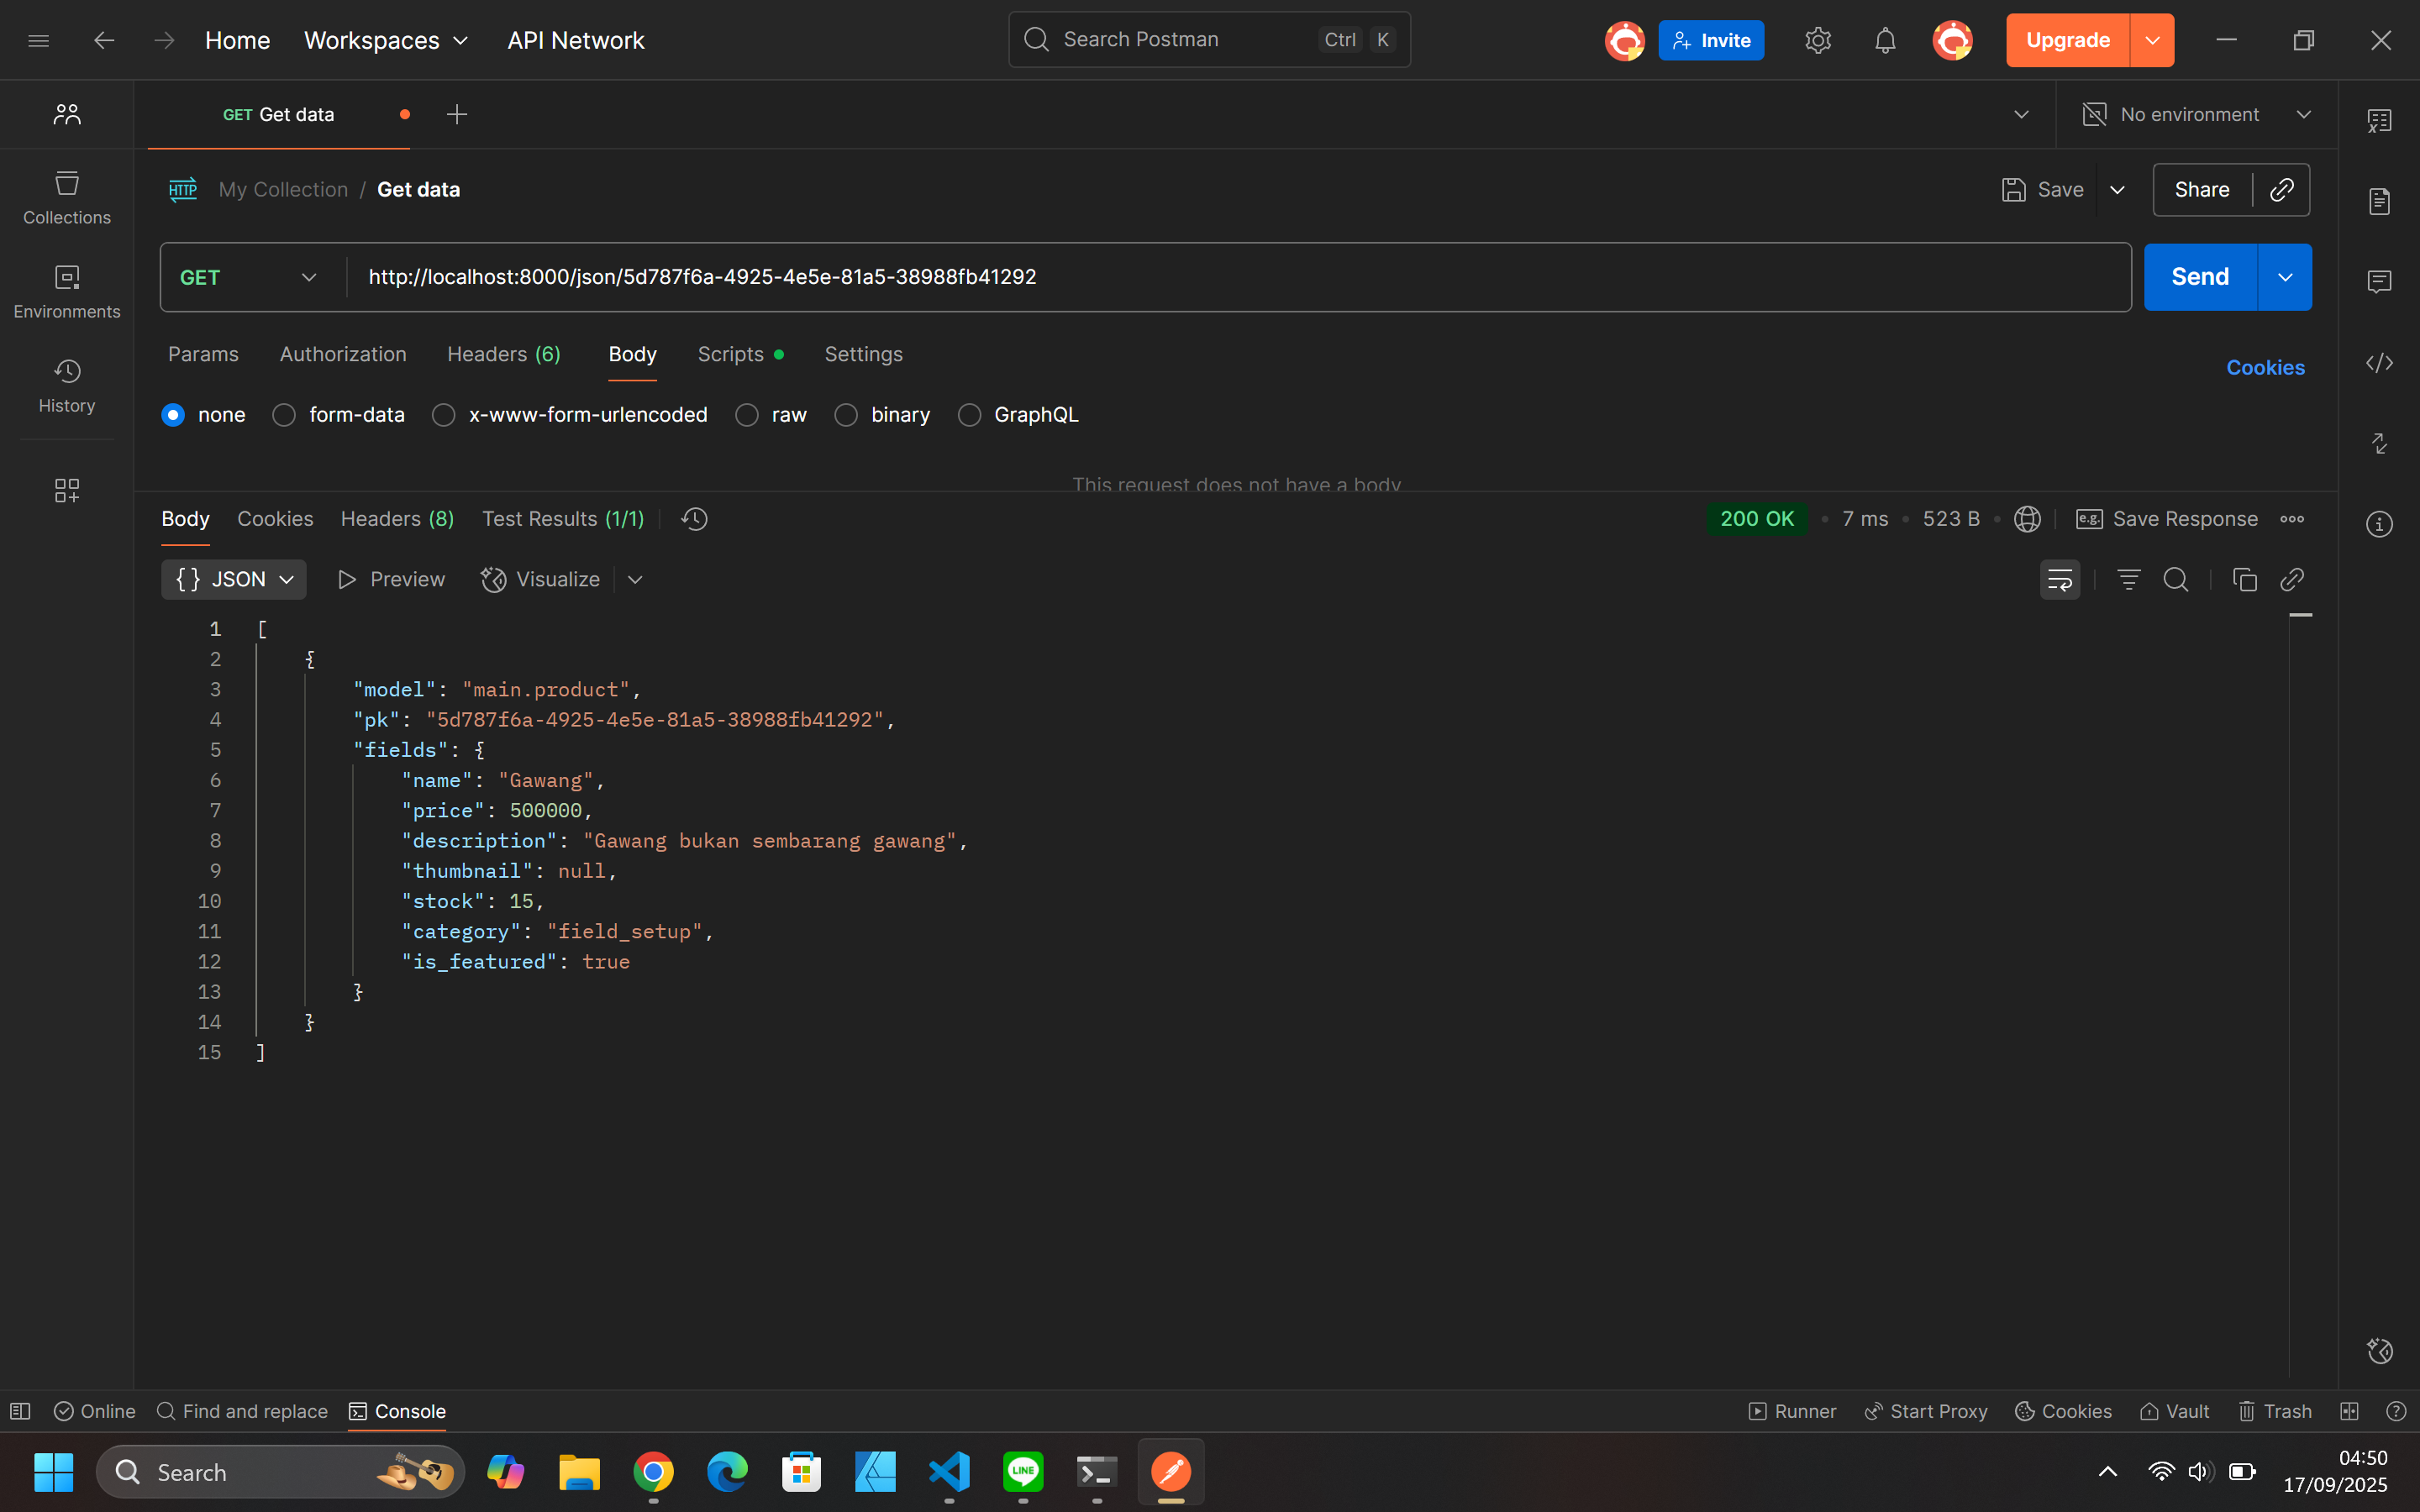 Home Workspaces API Network Search Postman Ctrl K Invite Upgrade
GET Get data No environment
HTTP My Collection / Get data Save Share
Collections
GET http://localhost:8000/json/5d787f6a-4925-4e5e-81a5-38988fb41292 Send
Environments
Params Authorization Headers (6) Body Scripts Settings Cookies
History
none form-data x-www-form-urlencoded raw binary GraphQL
This request does not have a body
Body Cookies Headers (8) Test Results (1/1) 200 OK • 7 ms • 523 B • e.g. Save Response
{} JSON Preview Visualize
1 [
2 {
3 "model": "main.product",
4 "pk": "5d787f6a-4925-4e5e-81a5-38988fb41292",
5 "fields": {
6 "name": "Gawang",
7 "price": 500000,
8 "description": "Gawang bukan sembarang gawang",
9 "thumbnail": null,
10 "stock": 15,
11 "category": "field_setup",
12 "is_featured": true
13 }
14 }
15 ]
Online Find and replace Console Runner Start Proxy Cookies Vault Trash
Search LINE 04:50
17/09/2025